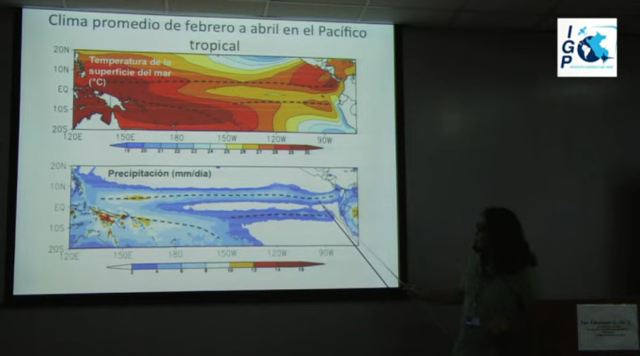 Clima promedio de febrero a abril en el Pacífico
tropical
Temperatura de la
superficie del mar
(°C)
20N
10N
EQ
10S
20S
120E 150E 180 150W 120W 90W
Precipitación (mm/día)
20N
10N
EQ
10S
20S
120E 150E 180 150W 120W 90W
IGP